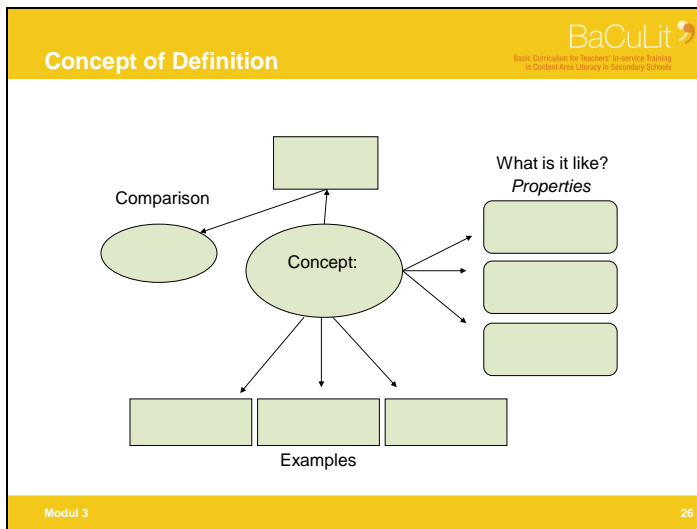 BaCuLit
Basic Curriculum for Teachers' In-service Training
in Content Area Literacy in Secondary Schools
Concept of Definition
What is it like?
Properties
Comparison
Concept:
Examples
Modul 3
26